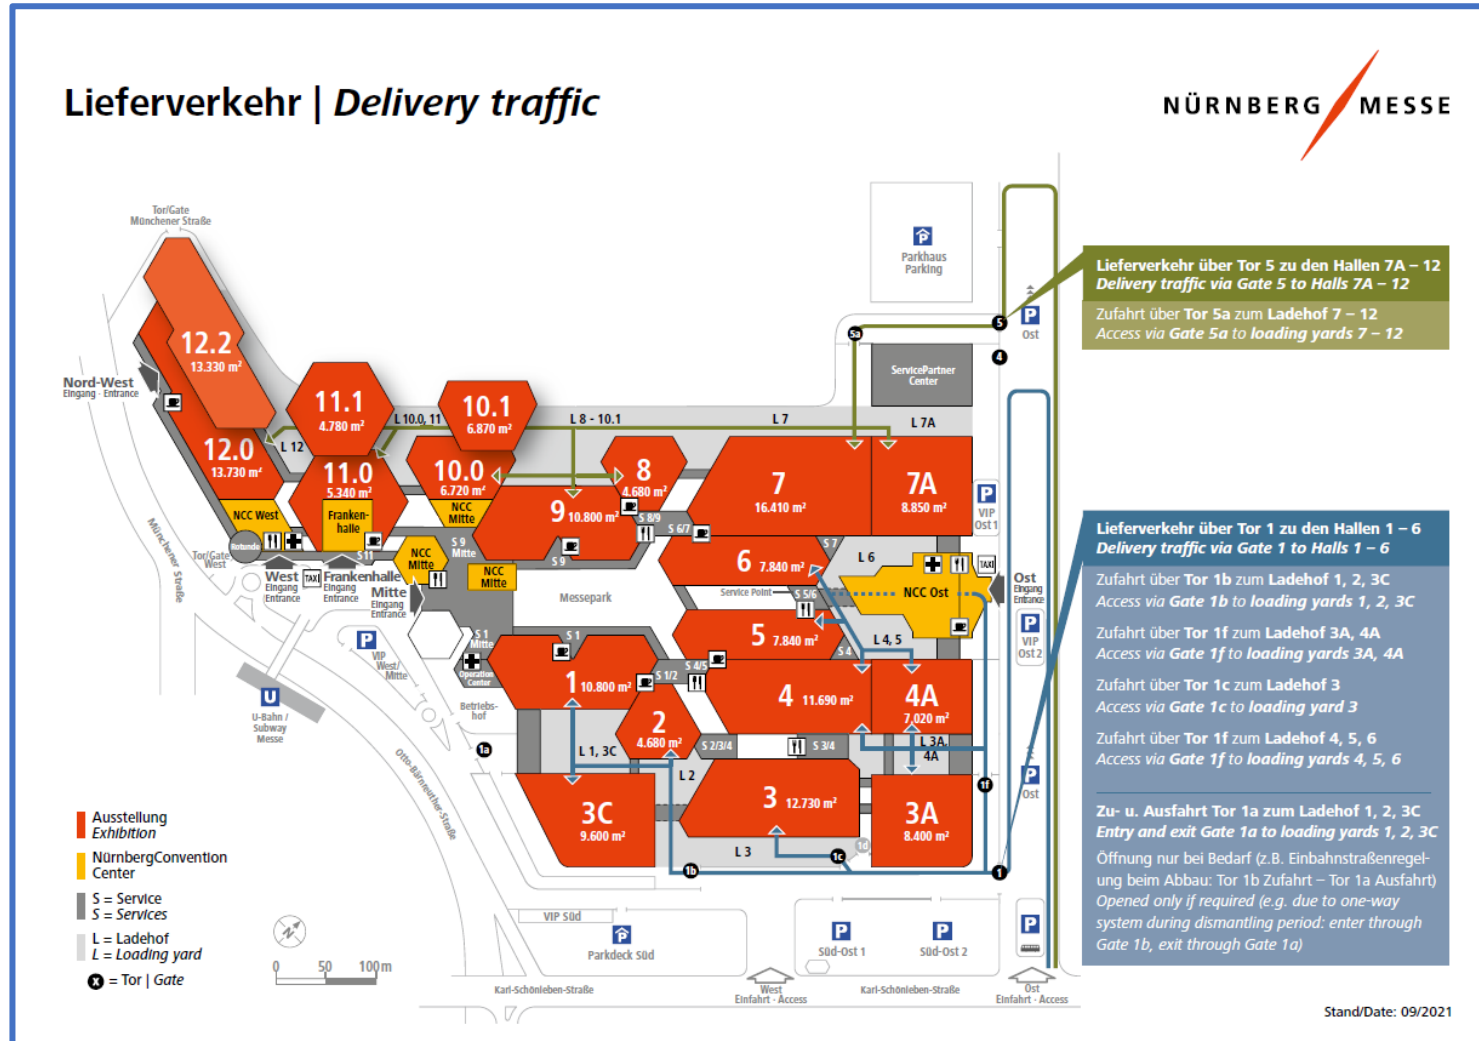 Lieferverkehr | Delivery traffic
NÜRNBERG MESSE
Tor/Gate
Münchener Straße
P
Parkhaus
Parking
Lieferverkehr über Tor 5 zu den Hallen 7A – 12
Delivery traffic via Gate 5 to Halls 7A – 12
Zufahrt über Tor 5a zum Ladehof 7 – 12
Access via Gate 5a to loading yards 7 – 12
5
5a
P
Ost
4
ServicePartner
Center
12.2
13.330 m²
Nord-West
Eingang - Entrance
11.1
4.780 m²
L 10.0, 11
10.1
6.870 m²
L 8 - 10.1
L 7
L 7A
12.0
13.730 m²
L 12
11.0
5.340 m²
10.0
6.720 m²
8
4.680 m²
7
16.410 m²
7A
8.850 m²
NCC West
Franken-
halle
NCC
Mitte
9 10.800 m²
S 8/9
S 6/7
P
VIP
Ost 1
Rotunde
S11
S 9
Mitte
NCC
Mitte
S 9
NCC
Mitte
6 7.840 m²
S 7
L 6
Tor/Gate
West
Münchener Straße
West
Eingang
Entrance
TAXI
Frankenhalle
Eingang
Entrance
Mitte
Eingang
Entrance
Messepark
Service Point
S 5/6
NCC Ost
TAXI
Ost
Eingang
Entrance
5 7.840 m²
S 4
L 4, 5
P
VIP
Ost 2
P
VIP
West/
Mitte
S 1
Mitte
S 1
Operation
Center
1 10.800 m²
S 1/2
S 4/5
4 11.690 m²
4A
7.020 m²
U
U-Bahn /
Subway
Messe
Betriebs-
hof
2
4.680 m²
1a
L 1, 3C
S 2/3/4
S 3/4
L 3A,
4A
Otto-Bärnreuther-Straße
L 2
3C
9.600 m²
3 12.730 m²
3A
8.400 m²
1f
P
Ost
L 3
1d
1c
1b
1
Lieferverkehr über Tor 1 zu den Hallen 1 – 6
Delivery traffic via Gate 1 to Halls 1 – 6
Zufahrt über Tor 1b zum Ladehof 1, 2, 3C
Access via Gate 1b to loading yards 1, 2, 3C
Zufahrt über Tor 1f zum Ladehof 3A, 4A
Access via Gate 1f to loading yards 3A, 4A
Zufahrt über Tor 1c zum Ladehof 3
Access via Gate 1c to loading yard 3
Zufahrt über Tor 1f zum Ladehof 4, 5, 6
Access via Gate 1f to loading yards 4, 5, 6
Zu- u. Ausfahrt Tor 1a zum Ladehof 1, 2, 3C
Entry and exit Gate 1a to loading yards 1, 2, 3C
Öffnung nur bei Bedarf (z.B. Einbahnstraßenregel-
ung beim Abbau: Tor 1b Zufahrt – Tor 1a Ausfahrt)
Opened only if required (e.g. due to one-way
system during dismantling period: enter through
Gate 1b, exit through Gate 1a)
Ausstellung
Exhibition
NürnbergConvention
Center
S = Service
S = Services
L = Ladehof
L = Loading yard
x = Tor | Gate
N
0 50 100 m
VIP Süd
P
Parkdeck Süd
P
Süd-Ost 1
P
Süd-Ost 2
P
Karl-Schönleben-Straße
West
Einfahrt - Access
Karl-Schönleben-Straße
Ost
Einfahrt - Access
Stand/Date: 09/2021